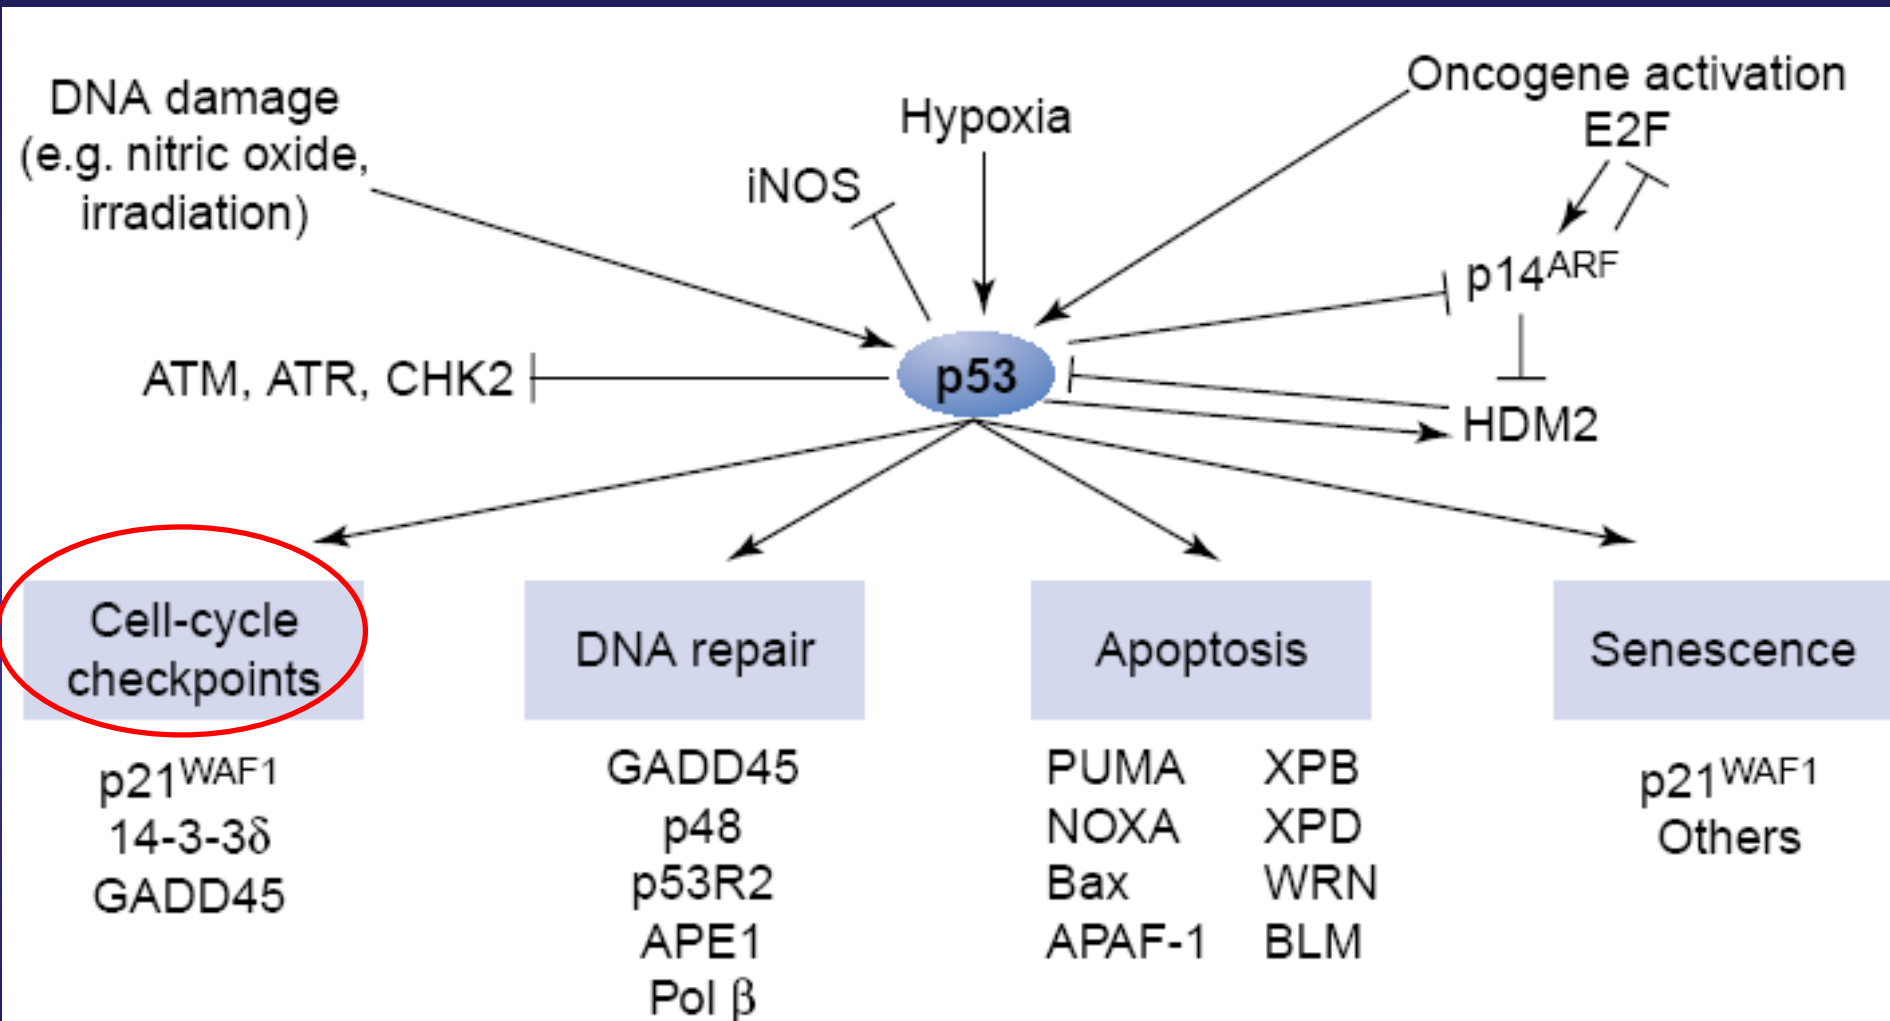 DNA damage
(e.g. nitric oxide,
irradiation)
Hypoxia
iNOS
Oncogene activation
E2F
p14ARF
ATM, ATR, CHK2
p53
HDM2
Cell-cycle
checkpoints
p21WAF1
14-3-3δ
GADD45
DNA repair
GADD45
p48
p53R2
APE1
Pol β
Apoptosis
PUMA XPB
NOXA XPD
Bax WRN
APAF-1 BLM
Senescence
p21WAF1
Others